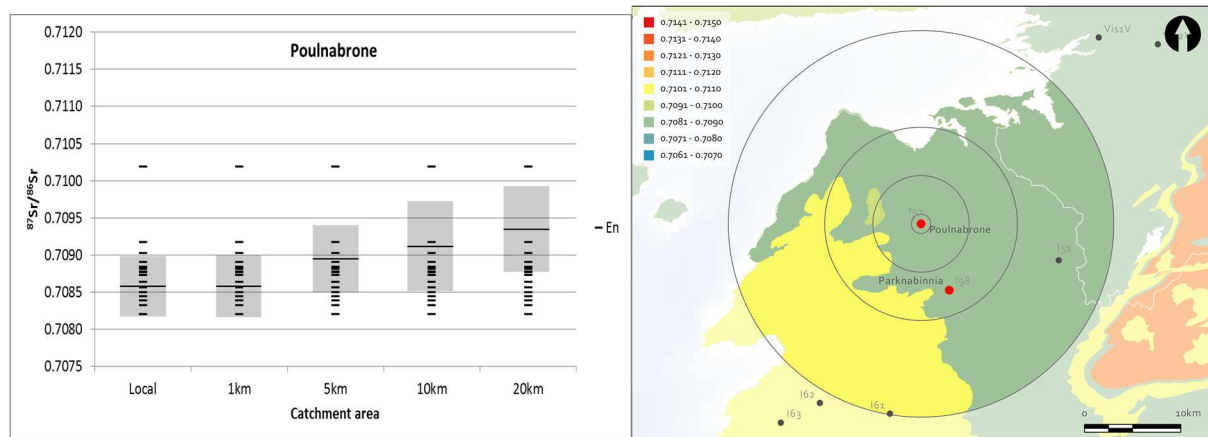 Poulnabrone
0.7120
0.7115
0.7110
0.7105
0.7100
0.7095
0.7090
0.7085
0.7080
0.7075
⁸⁷Sr/⁸⁶Sr
Local
1km
5km
10km
20km
Catchment area
En
0.7141 - 0.7150
0.7131 - 0.7140
0.7121 - 0.7130
0.7111 - 0.7120
0.7101 - 0.7110
0.7091 - 0.7100
0.7081 - 0.7090
0.7071 - 0.7080
0.7061 - 0.7070
Vis1V
Poulnabrone
I51
Parknabinnia
I98
I62
I63
I61
0
10km